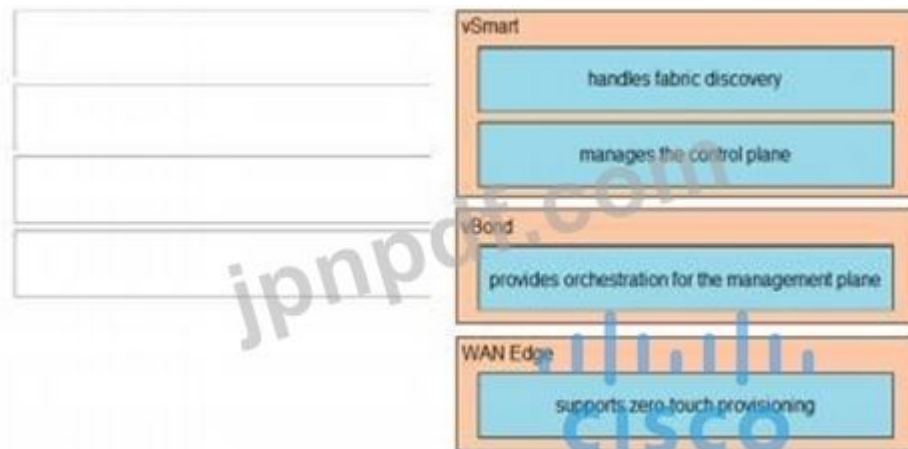 vSmart
handles fabric discovery
manages the control plane
vBond
provides orchestration for the management plane
WAN Edge
supports zero-touch provisioning
jpnpdf.com
CISCO